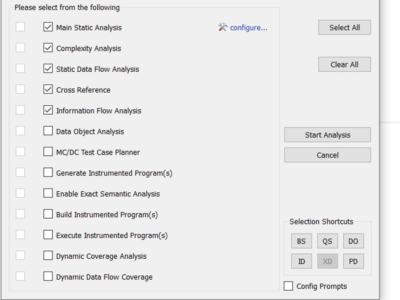 Please select from the following
Main Static Analysis
configure...
Select All
Complexity Analysis
Static Data Flow Analysis
Clear All
Cross Reference
Information Flow Analysis
Data Object Analysis
Start Analysis
MC/DC Test Case Planner
Cancel
Generate Instrumented Program(s)
Enable Exact Semantic Analysis
Build Instrumented Program(s)
Selection Shortcuts
Execute Instrumented Program(s)
BS QS DO
Dynamic Coverage Analysis
ID XD PD
Dynamic Data Flow Coverage
Config Prompts